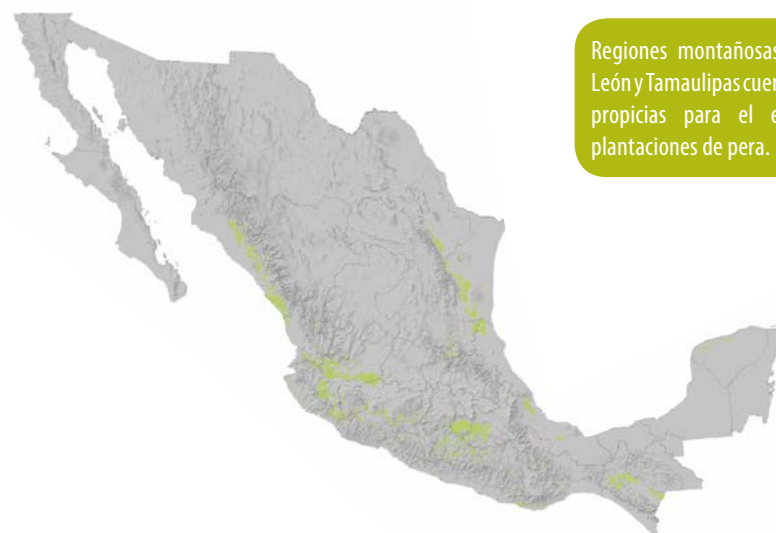 Regiones montañosas
León y Tamaulipas
propicias para el
plantaciones de pera.